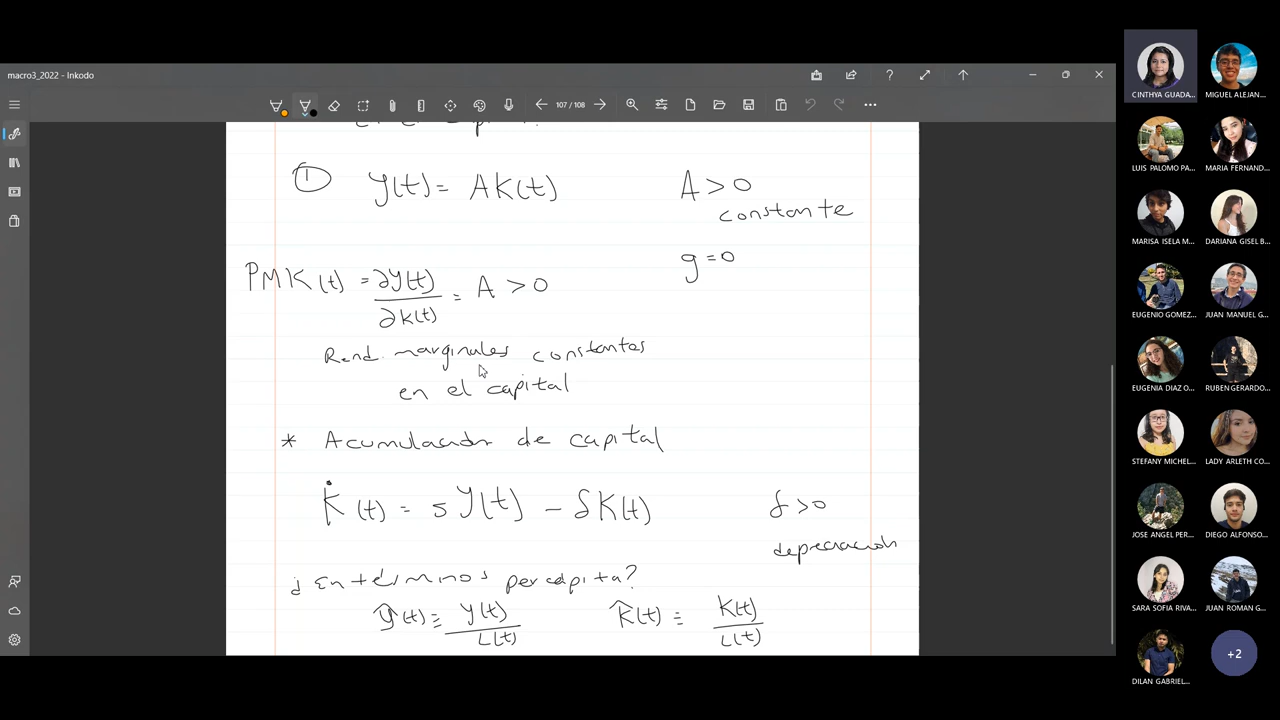 macro3_2022 - Inkodo
107 / 108
① Y(t) = AK(t)
A > 0
constante
g = 0
PMK(t) = ∂Y(t)/∂K(t) = A > 0
Rend. marginales constantes
en el capital
* Acumulación de capital
K̇(t) = sY(t) - δK(t)
δ > 0
depreciación
¿En términos per cápita?
ŷ(t) ≡ Y(t)/L(t)
k̂(t) ≡ K(t)/L(t)
CINTHYA GUADA...
MIGUEL ALEJAN...
LUIS PALOMO PA...
MARIA FERNAND...
MARISA ISELA M...
DARIANA GISEL B...
EUGENIO GOMEZ...
JUAN MANUEL G...
EUGENIA DIAZ O...
RUBEN GERARDO...
STEFANY MICHEL...
LADY ARLETH CO...
JOSE ANGEL PER...
DIEGO ALFONSO...
SARA SOFIA RIVA...
JUAN ROMAN G...
DILAN GABRIEL...
+2